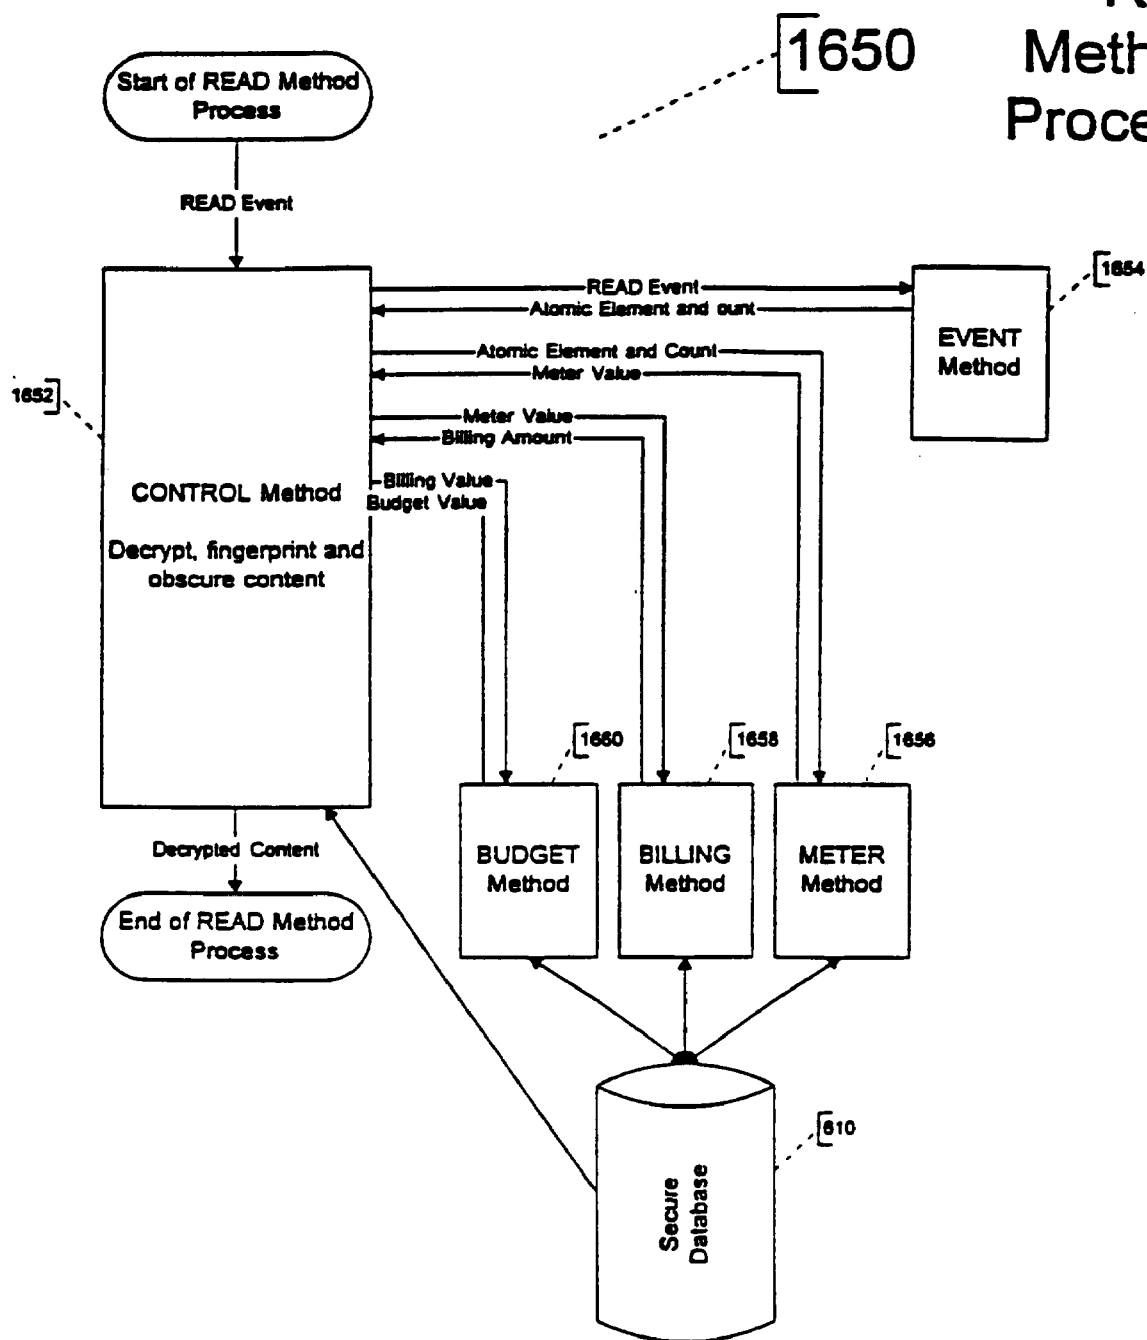 1650
Meth
Proce
Start of READ Method
Process
READ Event
READ Event
Atomic Element and ount
1654
EVENT
Method
Atomic Element and Count
Meter Value
1652
Meter Value
Billing Amount
Billing Value
Budget Value
CONTROL Method
Decrypt, fingerprint and
obscure content
1660
1658
1656
Decrypted Content
BUDGET
Method
BILLING
Method
METER
Method
End of READ Method
Process
610
Secure
Database